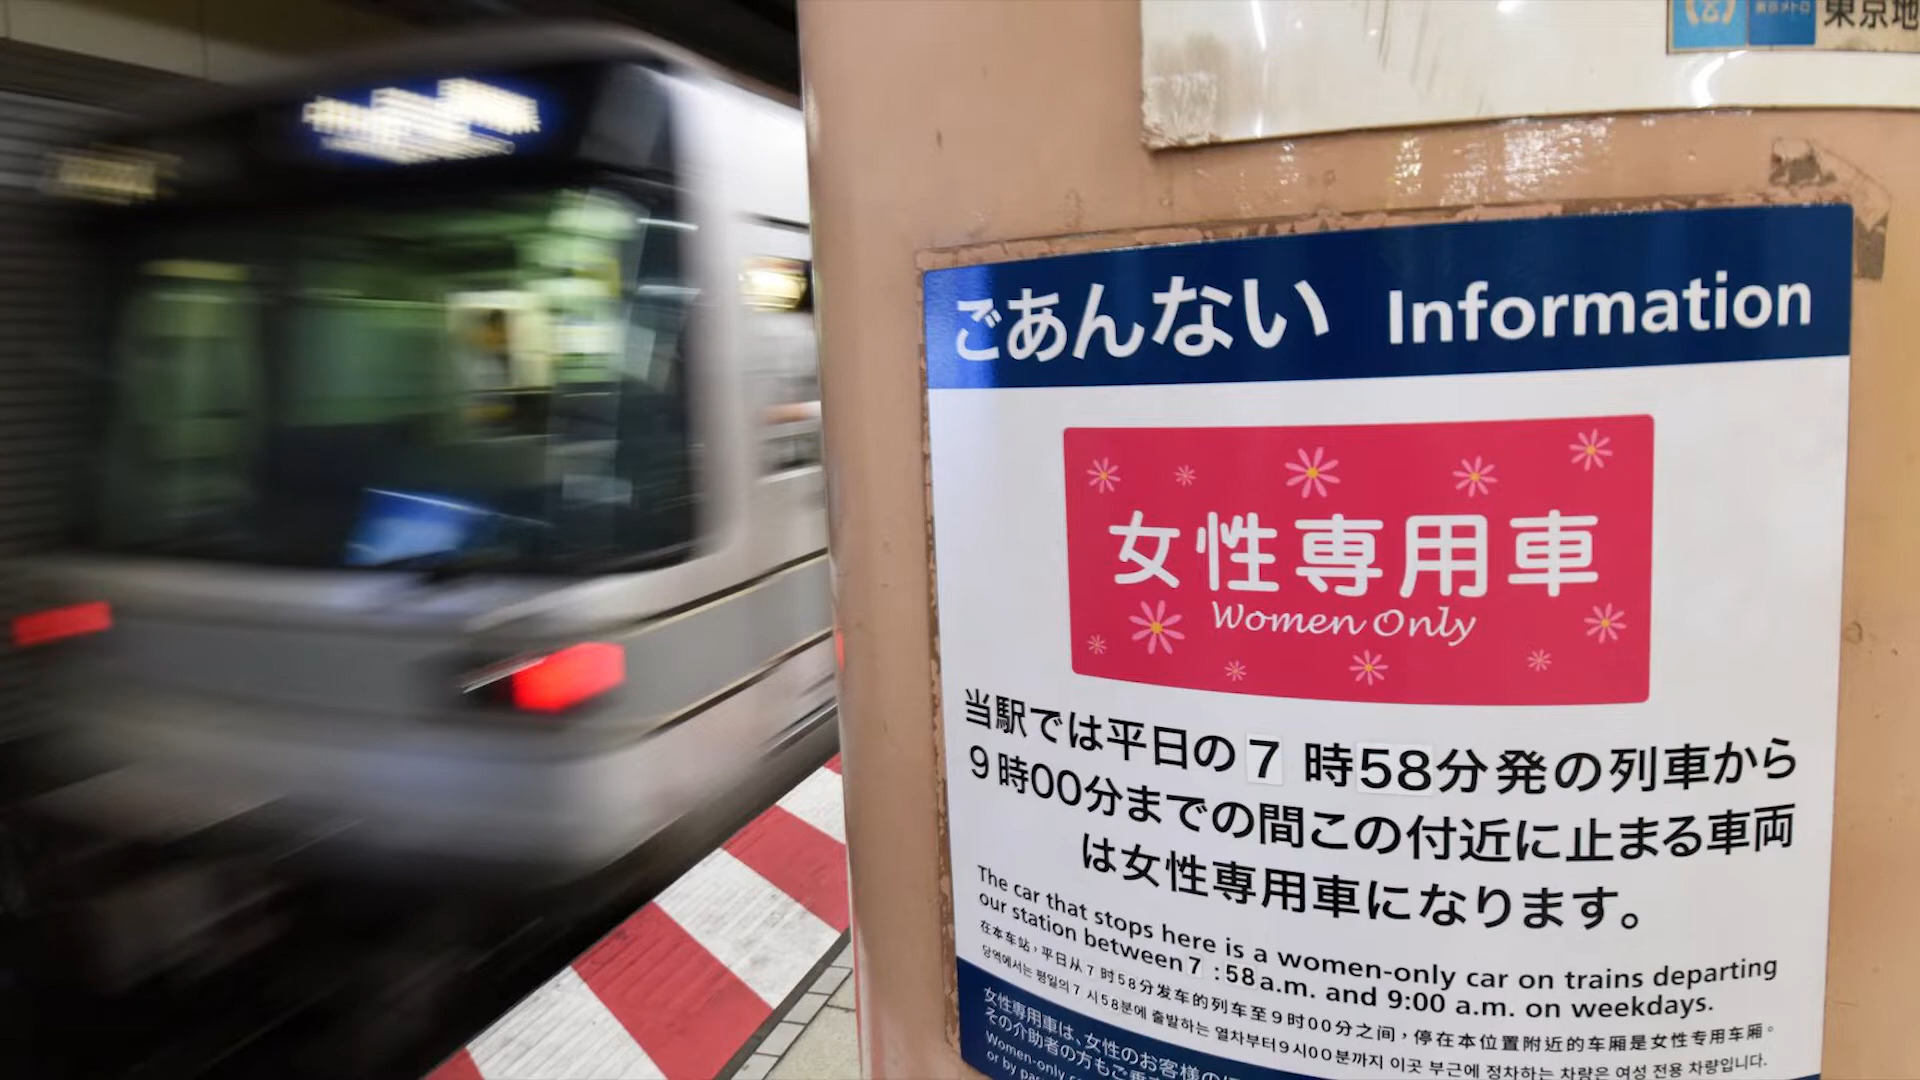 東京地
ごあんない Information
女性専用車
Women Only
当駅では平日の7時58分発の列車から
9時00分までの間この付近に止まる車両
は女性専用車になります。
The car that stops here is a women-only car on trains departing
our station between 7:58a.m. and 9:00 a.m. on weekdays.
在本车站，平日从7时58分发车的列车至9时00分之间，停在本位置附近的车厢是女性专用车厢。
당역에서는 평일의 7시58분에 출발하는 열차부터9시00분까지 이곳 부근에 정차하는 차량은 여성 전용 차량입니다.
女性専用車は、女性のお客様の
その介助者の方もご
Women-only
or by